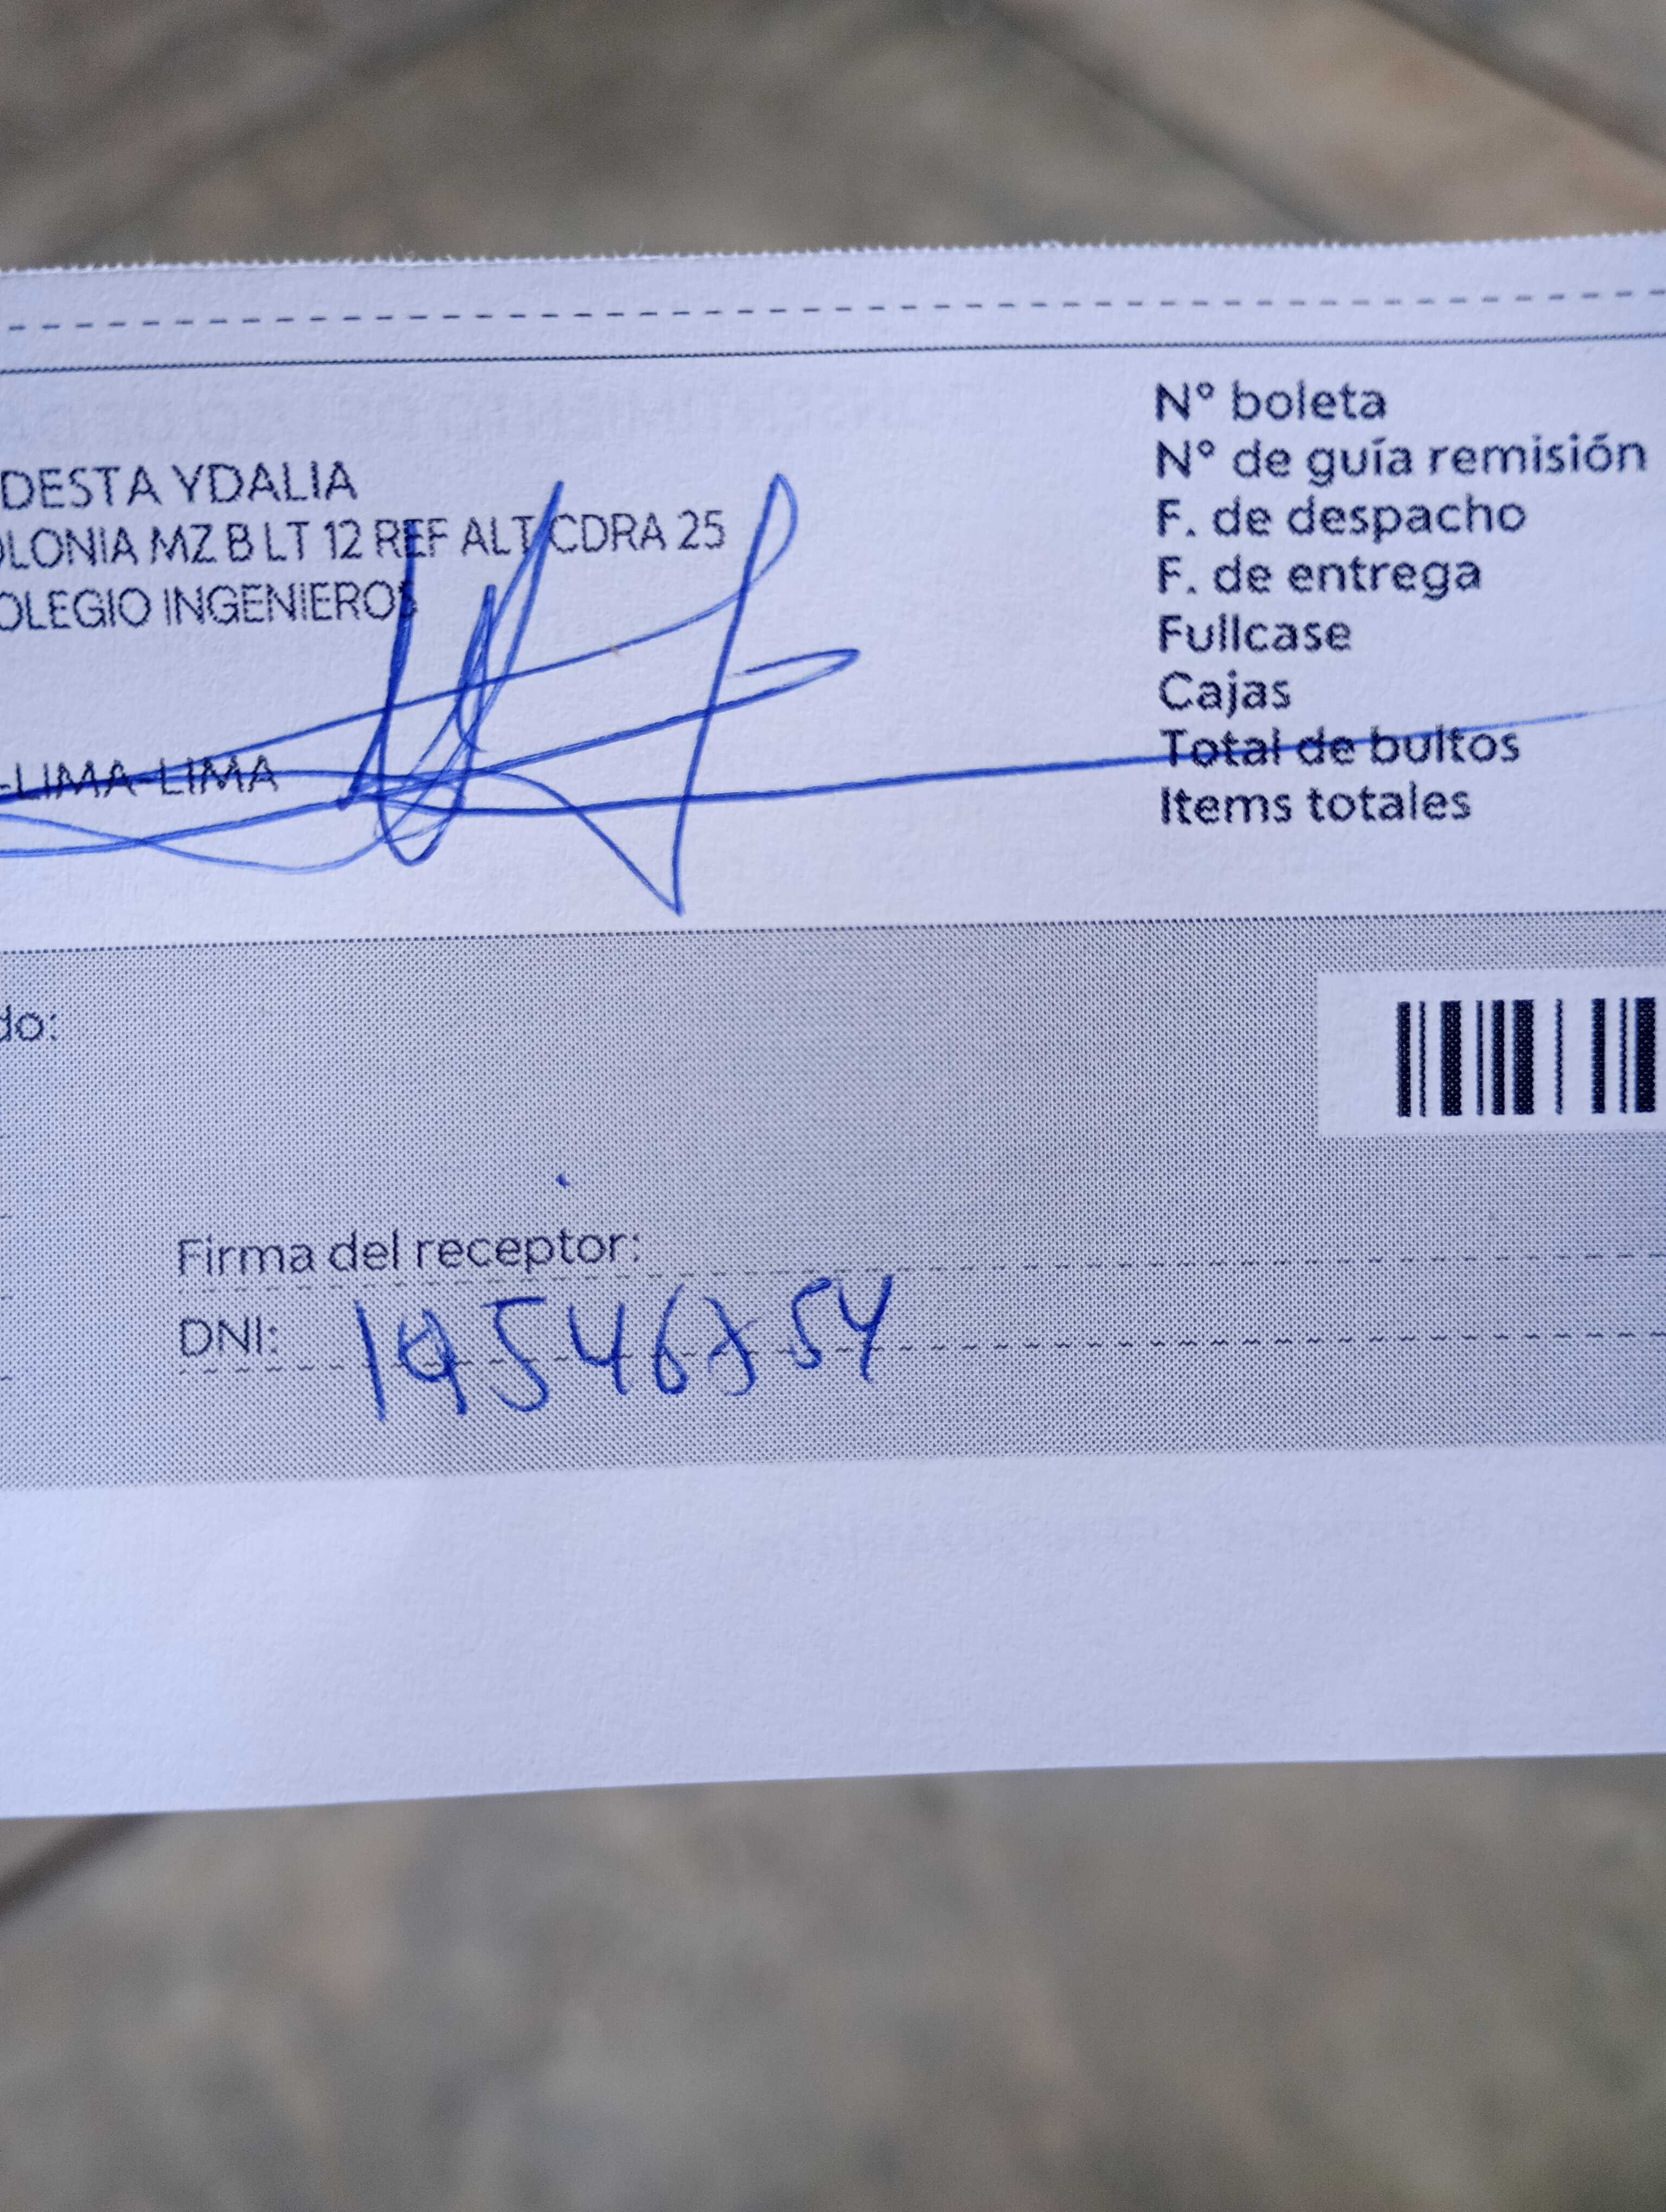 DESTA YDALIA
OLONIA MZ B LT 12 REF ALT CDRA 25
OLEGIO INGENIEROS
-LIMA-LIMA
N° boleta
N° de guía remisión
F. de despacho
F. de entrega
Fullcase
Cajas
Total de bultos
Items totales
do:
Firma del receptor:
DNI: 19546754